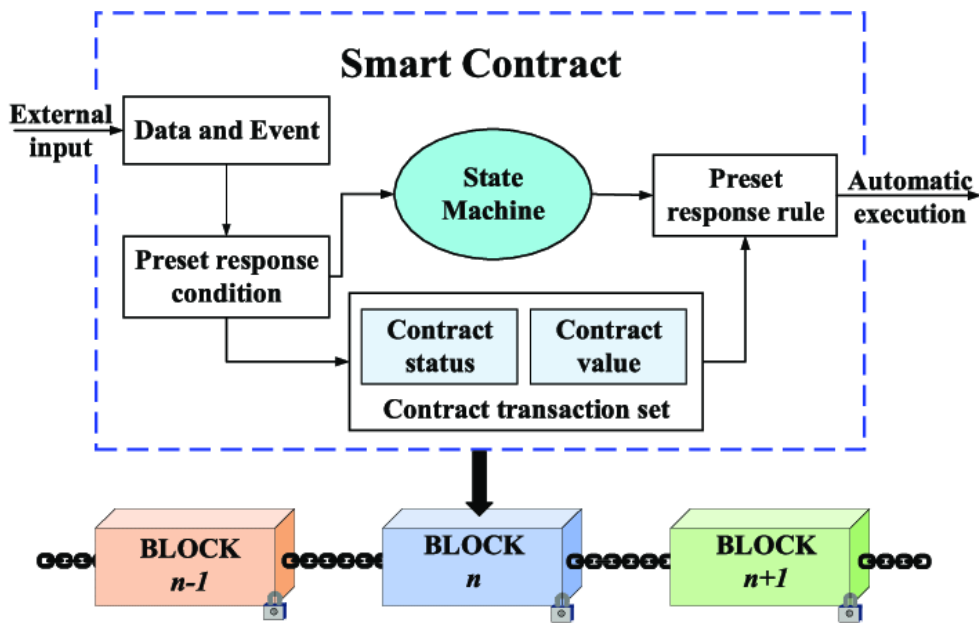 Smart Contract
External
input
Data and Event
State
Machine
Preset
response rule
Automatic
execution
Preset response
condition
Contract
status
Contract
value
Contract transaction set
BLOCK
n-1
BLOCK
n
BLOCK
n+1